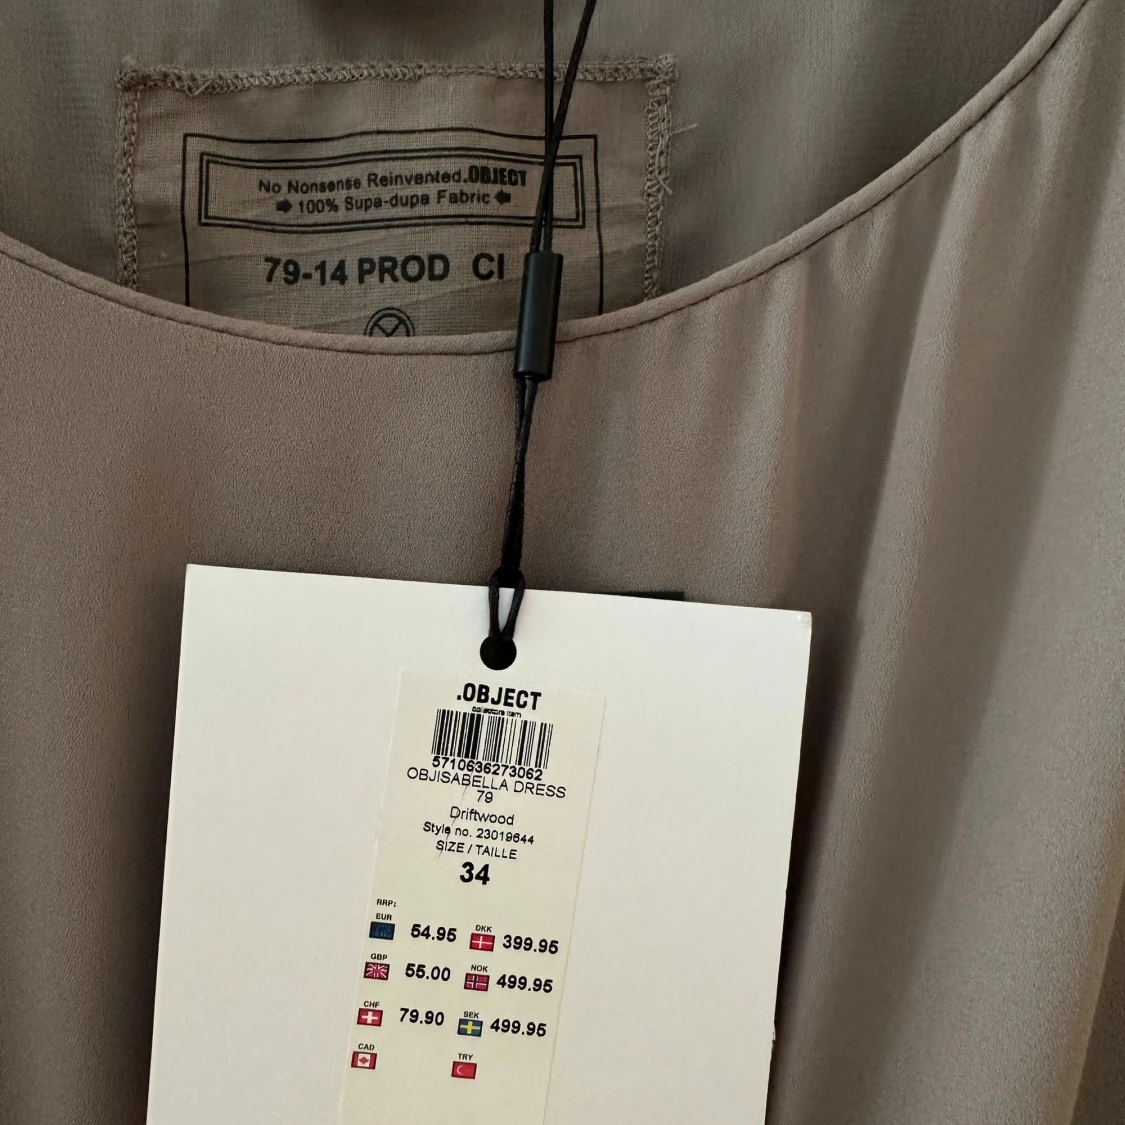 No Nonsense Reinvented.OBJECT
100% Supa-dupa Fabric
79-14 PROD CI
.OBJECT
collectors item
5710636273062
OBJISABELLA DRESS
79
Driftwood
Style no. 23019644
SIZE / TAILLE
34
RRP:
EUR 54.95 DKK 399.95
GBP 55.00 NOK 499.95
CHF 79.90 SEK 499.95
CAD TRY